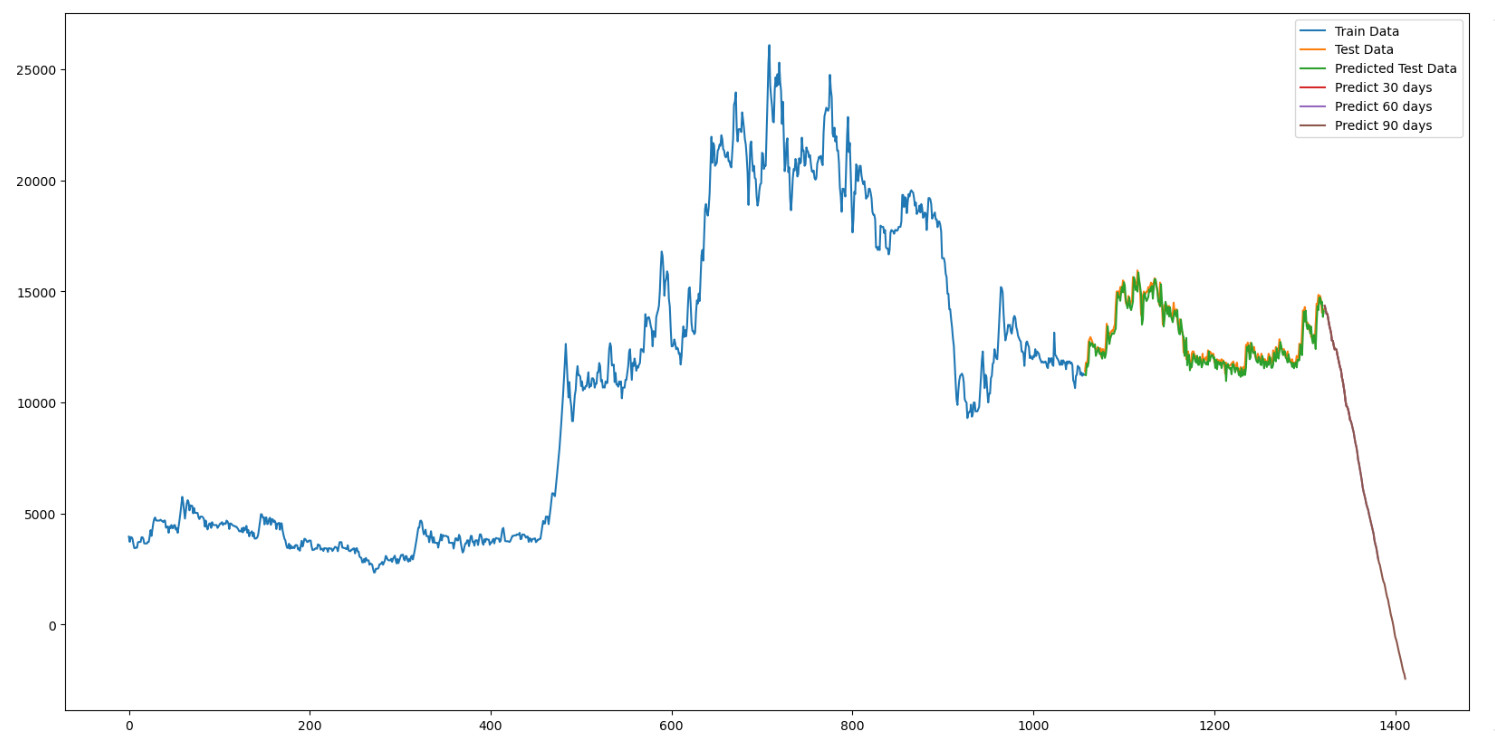 Train Data
Test Data
Predicted Test Data
Predict 30 days
Predict 60 days
Predict 90 days
25000
20000
15000
10000
5000
0
0 200 400 600 800 1000 1200 1400